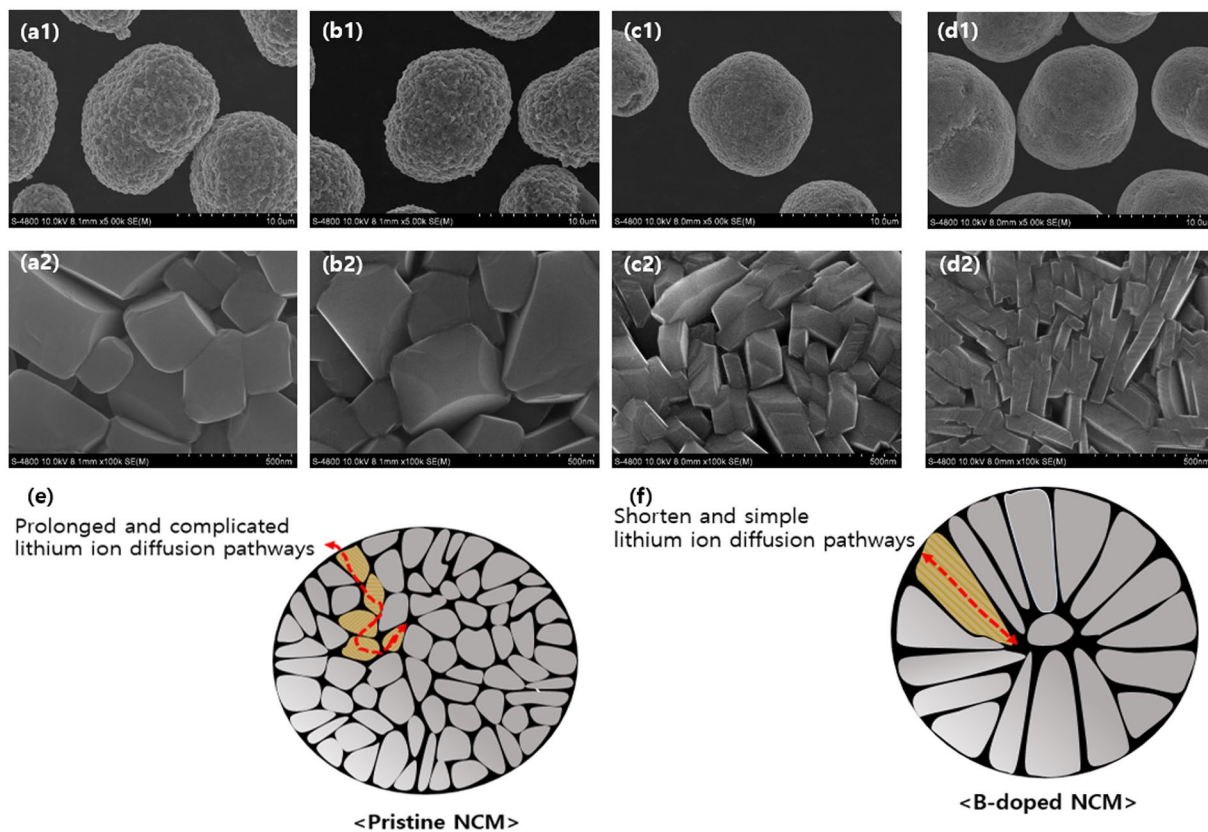 (a1)
(b1)
(c1)
(d1)
S-4800 10.0kV 8.1mm x5.00k SE(M)
10.0um
S-4800 10.0kV 8.1mm x5.00k SE(M)
10.0um
S-4800 10.0kV 8.0mm x5.00k SE(M)
10.0um
S-4800 10.0kV 8.0mm x5.00k SE(M)
10.0um
(a2)
(b2)
(c2)
(d2)
S-4800 10.0kV 8.1mm x100k SE(M)
500nm
S-4800 10.0kV 8.1mm x100k SE(M)
500nm
S-4800 10.0kV 8.0mm x100k SE(M)
500nm
S-4800 10.0kV 8.0mm x100k SE(M)
500nm
(e)
Prolonged and complicated
lithium ion diffusion pathways
<Pristine NCM>
(f)
Shorten and simple
lithium ion diffusion pathways
<B-doped NCM>